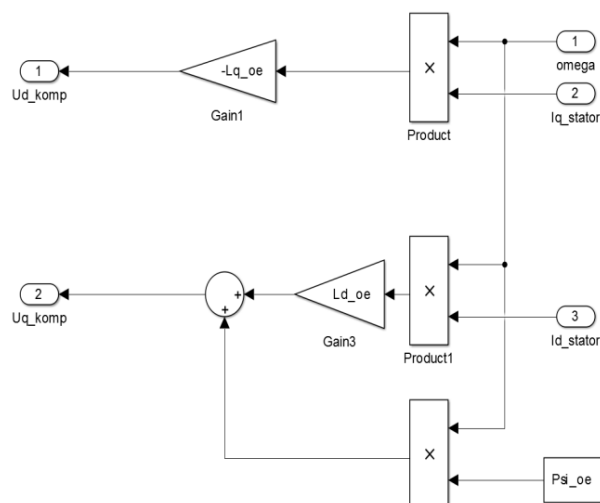 1
omega
-Lq_oe
×
1
Ud_komp
2
Iq_stator
Gain1
Product
Ld_oe
×
+
+
2
Uq_komp
3
Id_stator
Gain3
Product1
×
Psi_oe